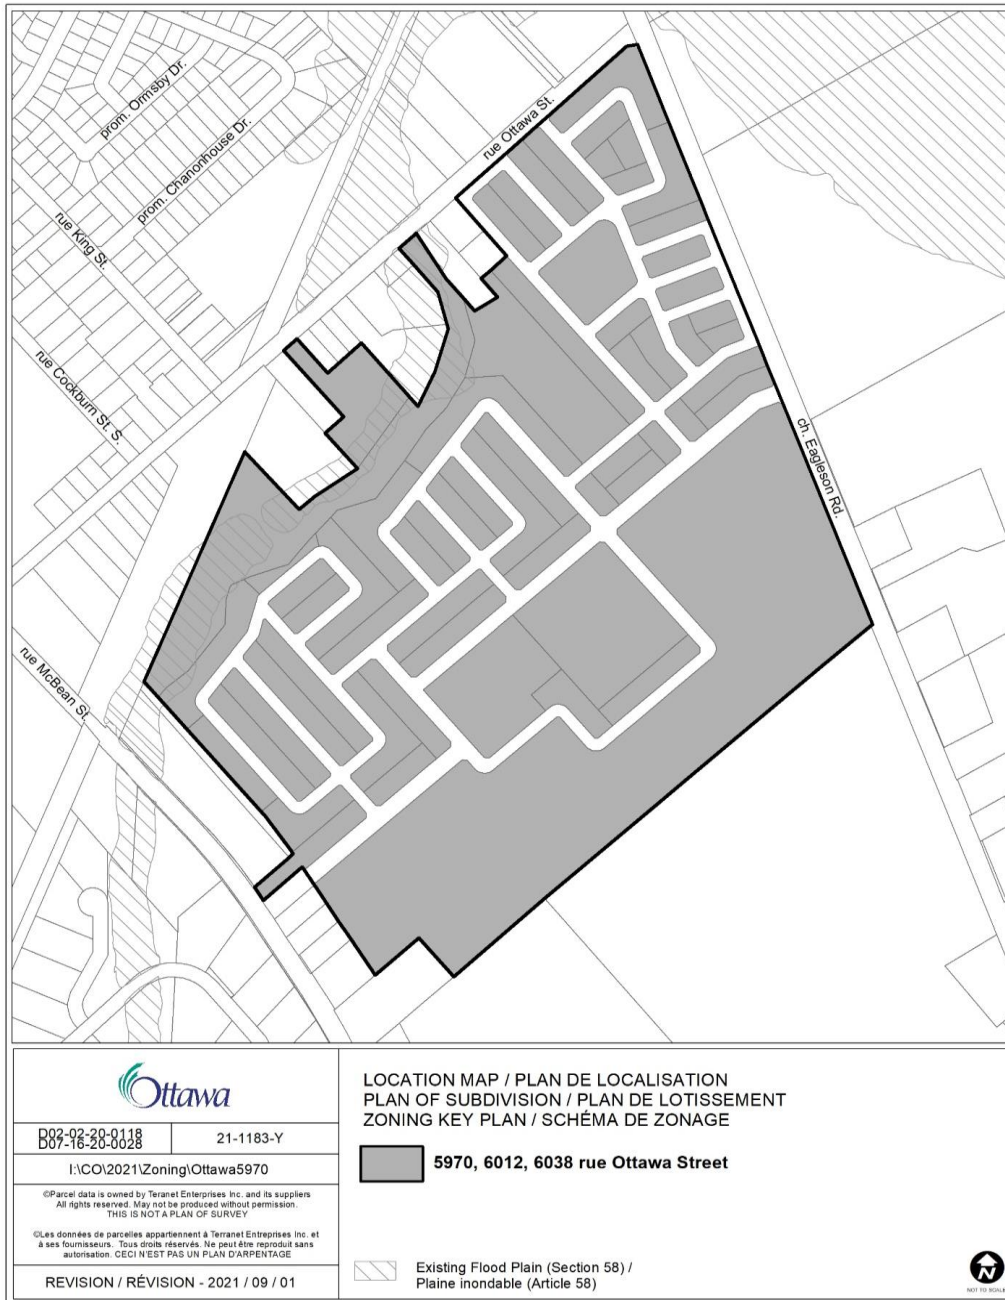 prom. Ormsby Dr.
prom. Chanonhouse Dr.
rue Ottawa St.
rue King St.
rue Cockburn St. S.
ch. Eagleson Rd.
rue McBean St.
Ottawa
D02-02-20-0118
D07-16-20-0028
21-1183-Y
I:\CO\2021\Zoning\Ottawa5970
©Parcel data is owned by Teranet Enterprises Inc. and its suppliers
All rights reserved. May not be produced without permission.
THIS IS NOT A PLAN OF SURVEY
©Les données de parcelles appartiennent à Terranet Entreprises Inc. et
à ses fournisseurs. Tous droits réservés. Ne peut être reproduit sans
autorisation. CECI N'EST PAS UN PLAN D'ARPENTAGE
REVISION / RÉVISION - 2021 / 09 / 01
LOCATION MAP / PLAN DE LOCALISATION
PLAN OF SUBDIVISION / PLAN DE LOTISSEMENT
ZONING KEY PLAN / SCHÉMA DE ZONAGE
5970, 6012, 6038 rue Ottawa Street
Existing Flood Plain (Section 58) /
Plaine inondable (Article 58)
N
NOT TO SCALE